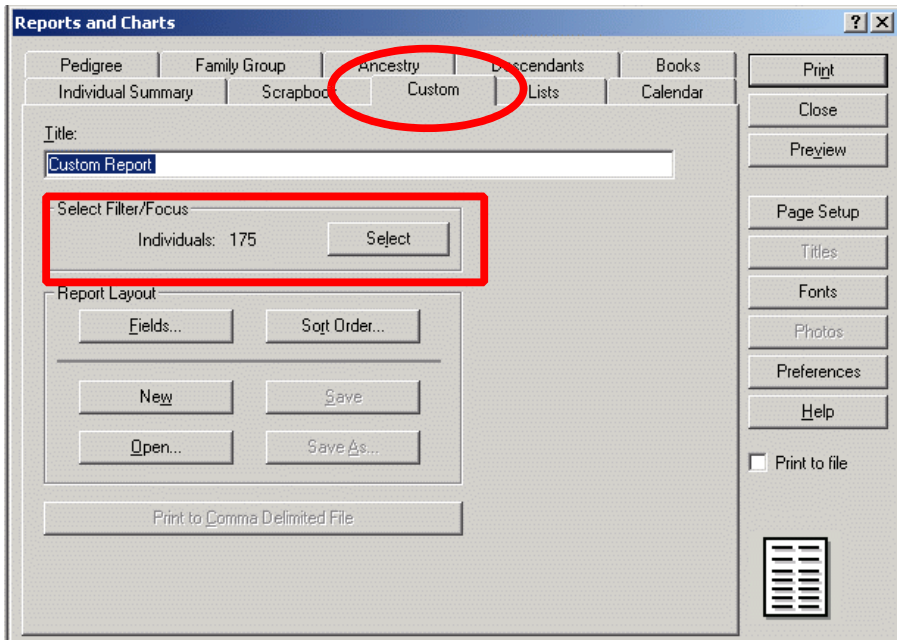 Reports and Charts
Pedigree Family Group Ancestry Descendants Books
Individual Summary Scrapbook Custom Lists Calendar
Title:
Custom Report
Select Filter/Focus
Individuals: 175 Select
Report Layout
Fields... Sort Order...
New Save
Open... Save As...
Print to Comma Delimited File
Print
Close
Preview
Page Setup
Titles
Fonts
Photos
Preferences
Help
Print to file